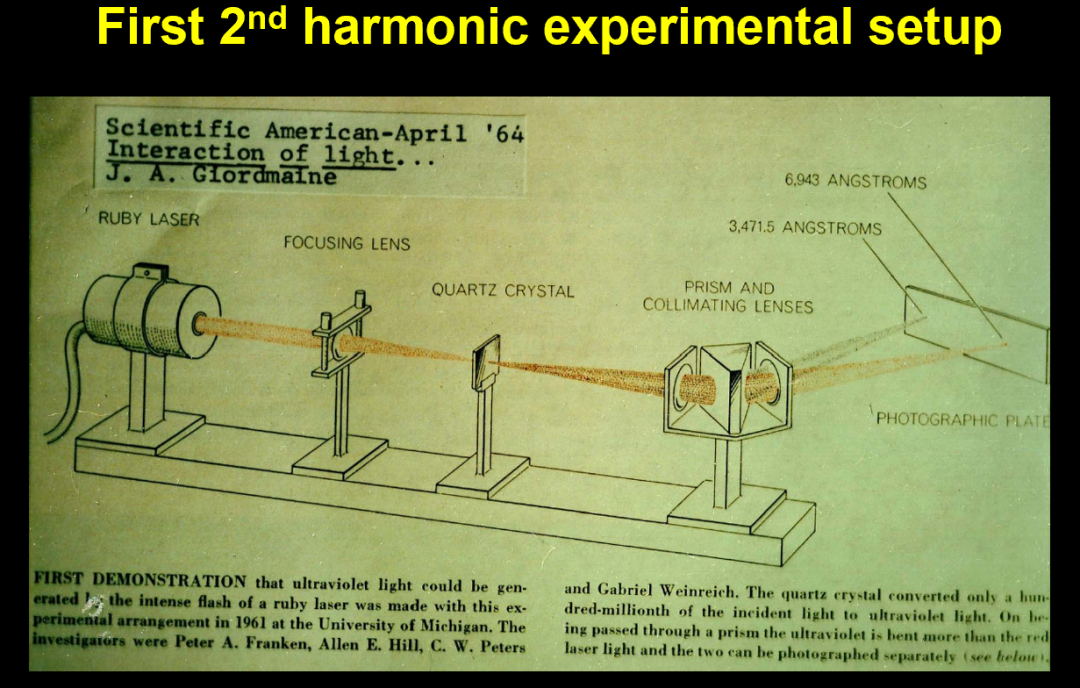 First 2nd harmonic experimental setup
Scientific American-April '64
Interaction of light...
J. A. Giordmaine
6,943 ANGSTROMS
3,471.5 ANGSTROMS
RUBY LASER
FOCUSING LENS
QUARTZ CRYSTAL
PRISM AND
COLLIMATING LENSES
PHOTOGRAPHIC PLATE
FIRST DEMONSTRATION that ultraviolet light could be gen-
erated by the intense flash of a ruby laser was made with this ex-
perimental arrangement in 1961 at the University of Michigan. The
investigators were Peter A. Franken, Allen E. Hill, C. W. Peters
and Gabriel Weinreich. The quartz crystal converted only a hun-
dred-millionth of the incident light to ultraviolet light. On be-
ing passed through a prism the ultraviolet is bent more than the red
laser light and the two can be photographed separately (see below).